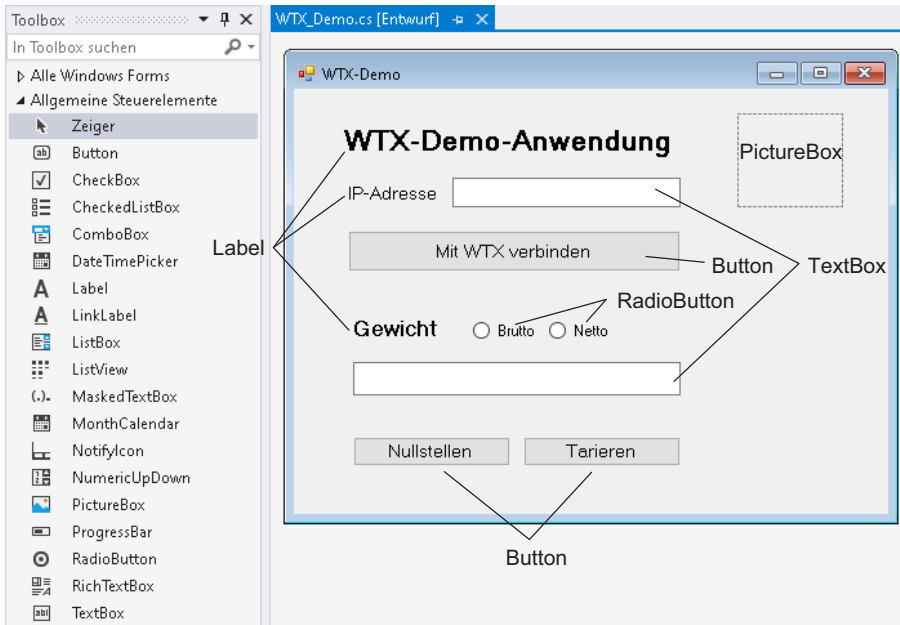 Toolbox
In Toolbox suchen
Alle Windows Forms
Allgemeine Steuerelemente
Zeiger
Button
CheckBox
CheckedListBox
ComboBox
DateTimePicker
Label
LinkLabel
ListBox
ListView
MaskedTextBox
MonthCalendar
NotifyIcon
NumericUpDown
PictureBox
ProgressBar
RadioButton
RichTextBox
TextBox
WTX_Demo.cs [Entwurf]
WTX-Demo
WTX-Demo-Anwendung
PictureBox
IP-Adresse
Label
Mit WTX verbinden
Button
TextBox
RadioButton
Gewicht
Brutto
Netto
Nullstellen
Tarieren
Button